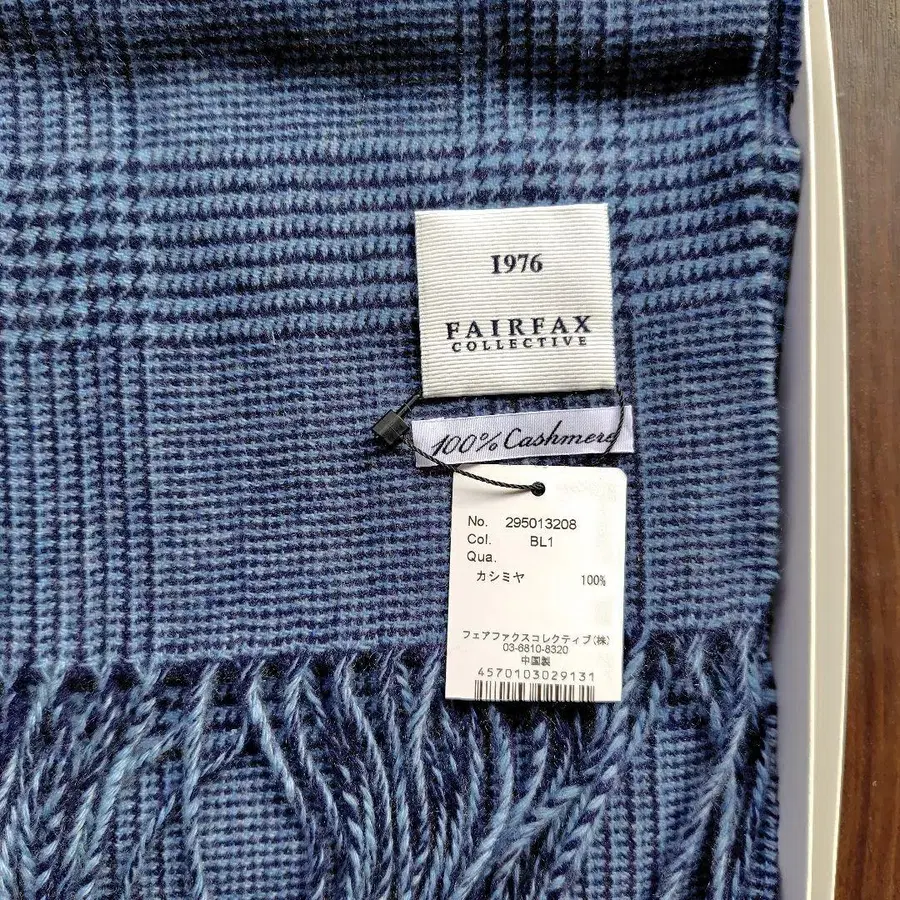 1976
FAIRFAX
COLLECTIVE
100% Cashmere
No. 295013208
Col. BL1
Qua.
カシミヤ 100%
フェアファクスコレクティブ(株)
03-6810-8320
中国製
4570103029131